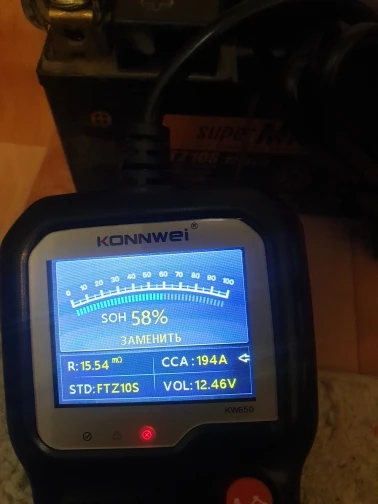 super
KONNWEI®
0 10 20 30 40 50 60 70 80 90 100
SOH 58%
ЗАМЕНИТЬ
R: 15.54 mΩ CCA: 194A
STD: FTZ10S VOL: 12.46V
KW650